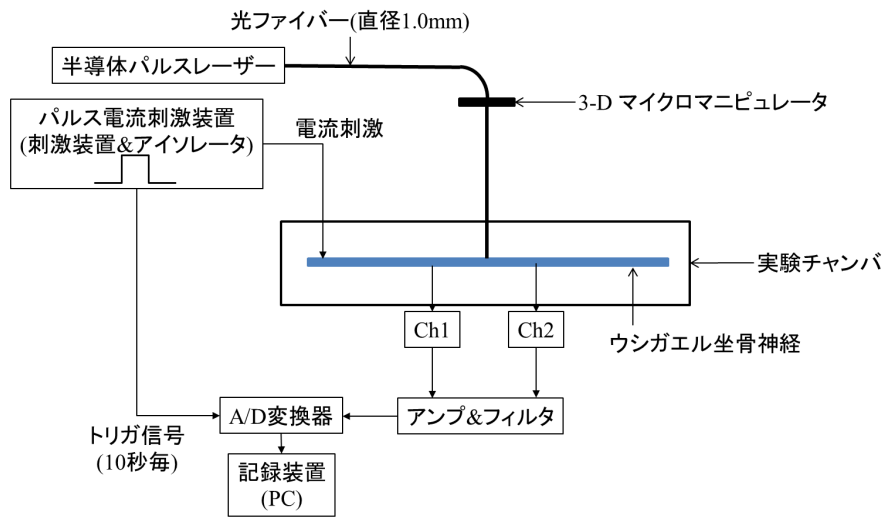 光ファイバー(直径1.0mm)
半導体パルスレーザー
3-D マイクロマニピュレータ
パルス電流刺激装置
(刺激装置&アイソレータ)
電流刺激
実験チャンバ
Ch1
Ch2
ウシガエル坐骨神経
A/D変換器
アンプ&フィルタ
トリガ信号
(10秒毎)
記録装置
(PC)